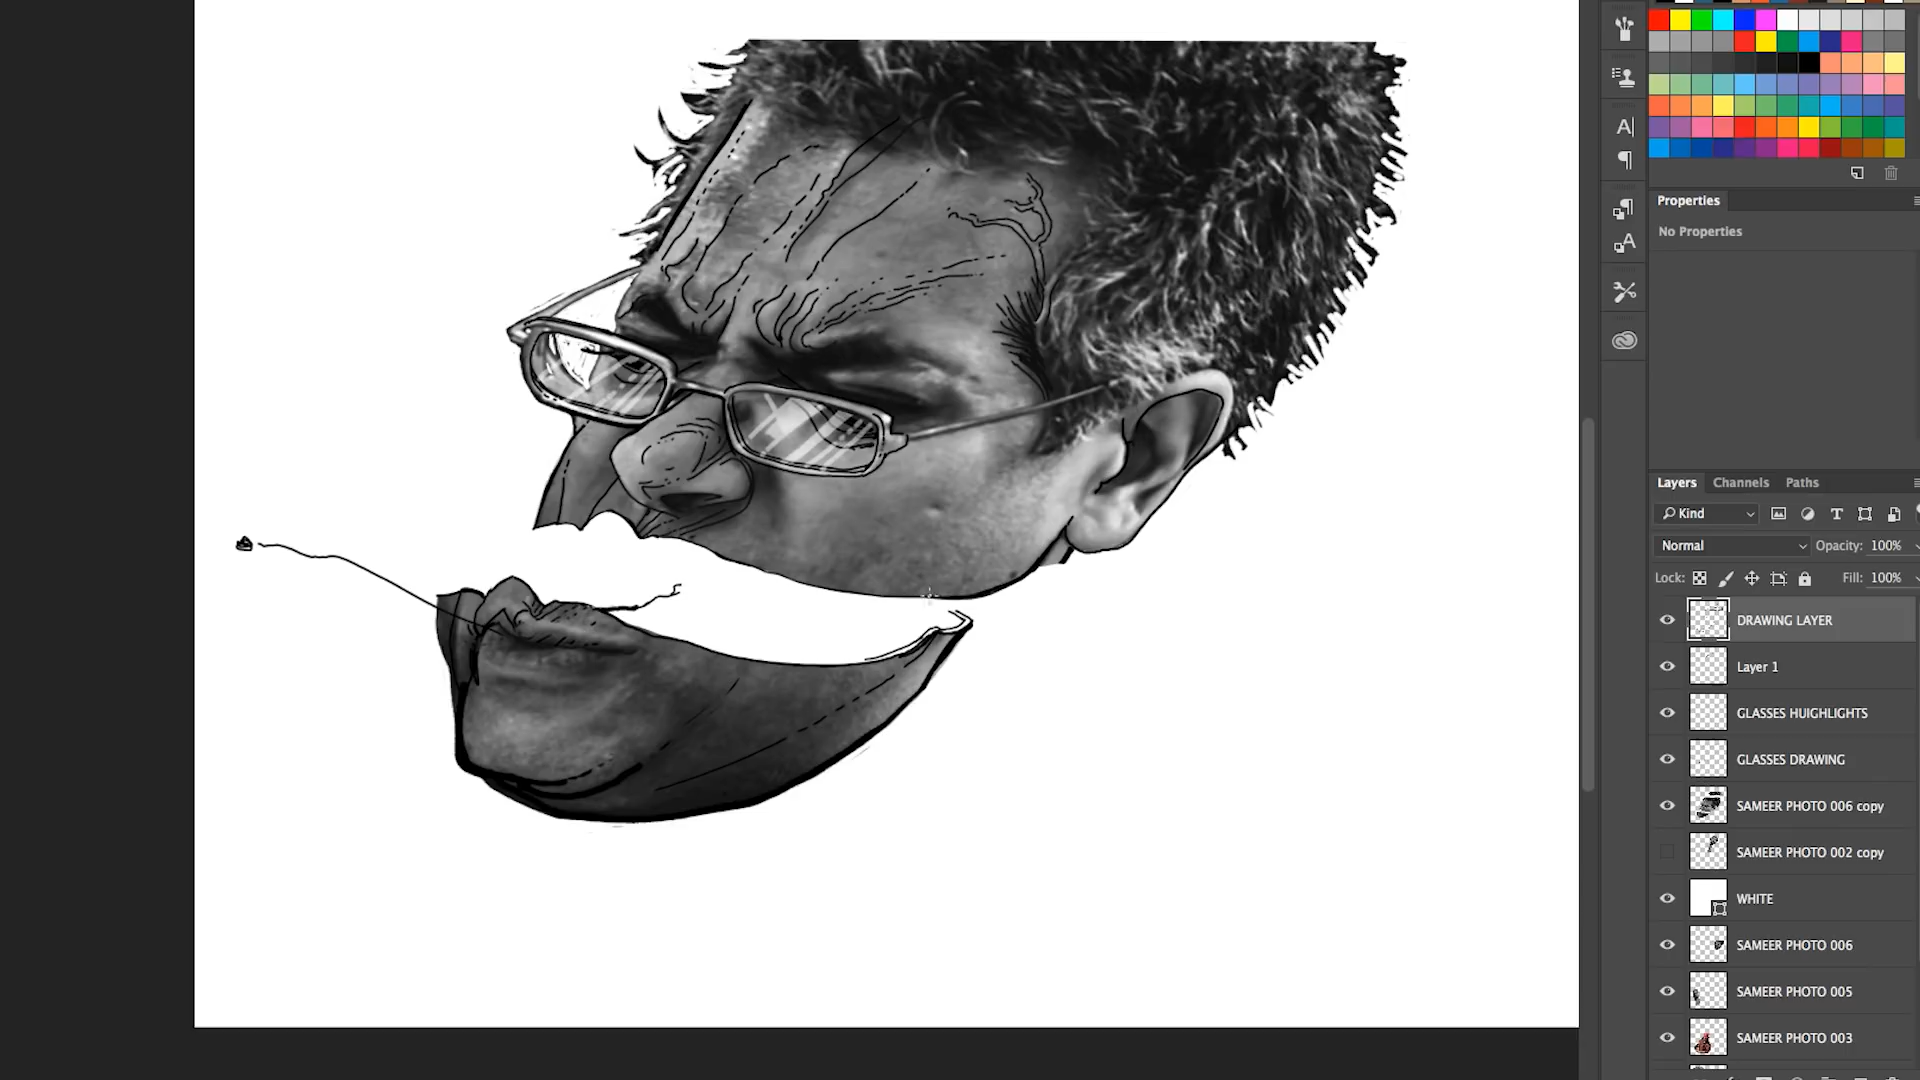 Properties
No Properties
Layers Channels Paths
Kind
Normal Opacity: 100%
Lock: Fill: 100%
DRAWING LAYER
Layer 1
GLASSES HUIGHLIGHTS
GLASSES DRAWING
SAMEER PHOTO 006 copy
SAMEER PHOTO 002 copy
WHITE
SAMEER PHOTO 006
SAMEER PHOTO 005
SAMEER PHOTO 003